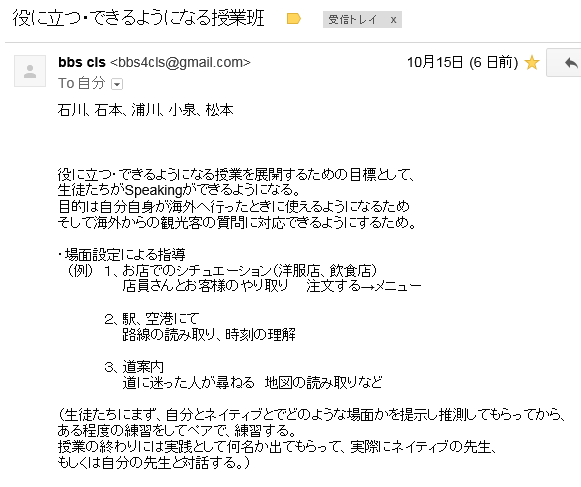 役に立つ・できるようになる授業班 受信トレイ x
bbs cls <bbs4cls@gmail.com> 10月15日 (6 日前)
To 自分
石川、石本、浦川、小泉、松本
役に立つ・できるようになる授業を展開するための目標として、
生徒たちがSpeakingができるようになる。
目的は自分自身が海外へ行ったときに使えるようになるため
そして海外からの観光客の質問に対応できるようにするため。
・場面設定による指導
(例) 1、お店でのシチュエーション(洋服店、飲食店)
店員さんとお客様のやり取り 注文する→メニュー
2、駅、空港にて
路線の読み取り、時刻の理解
3、道案内
道に迷った人が尋ねる 地図の読み取りなど
(生徒たちにまず、自分とネイティブとでどのような場面かを提示し推測してもらってから、
ある程度の練習をしてペアで、練習する。
授業の終わりには実践として何名か出てもらって、実際にネイティブの先生、
もしくは自分の先生と対話する。)